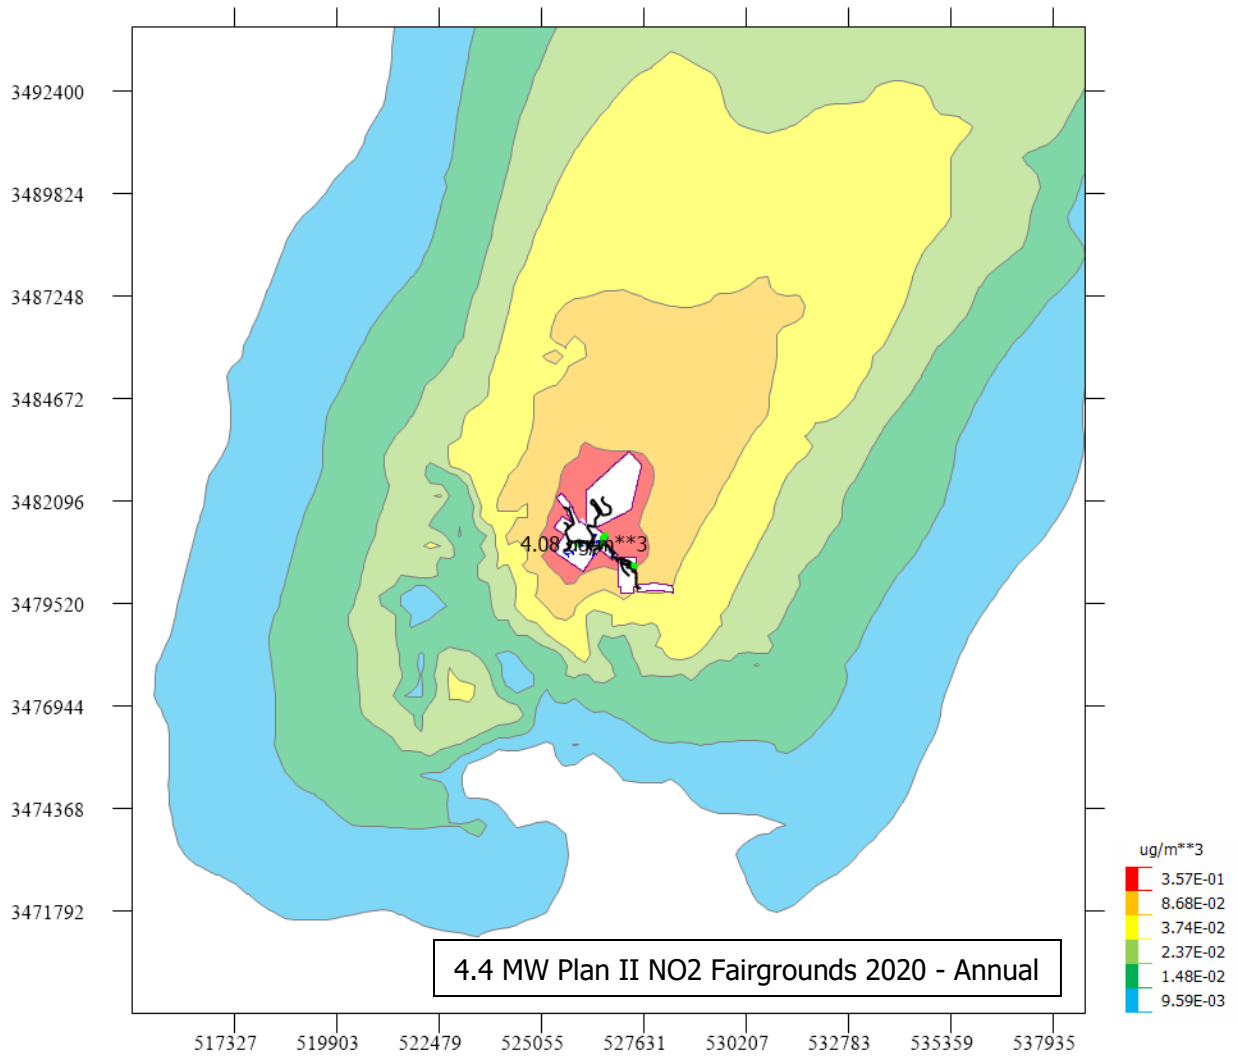 3492400
3489824
3487248
3484672
3482096
3479520
3476944
3474368
3471792
4.08 ug/m**3
ug/m**3
3.57E-01
8.68E-02
3.74E-02
2.37E-02
1.48E-02
9.59E-03
4.4 MW Plan II NO2 Fairgrounds 2020 - Annual
517327 519903 522479 525055 527631 530207 532783 535359 537935